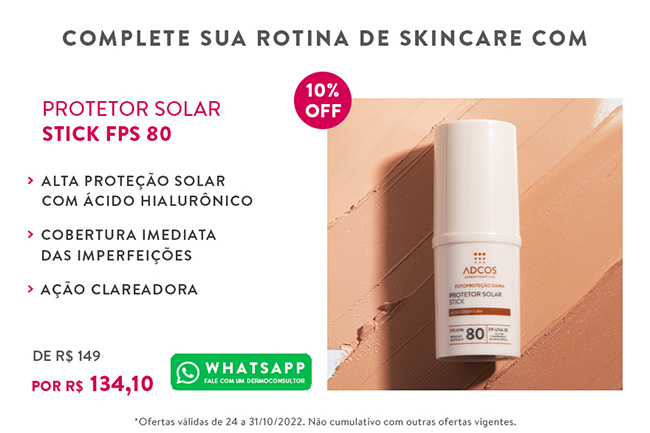 COMPLETE SUA ROTINA DE SKINCARE COM
10%
OFF
PROTETOR SOLAR
STICK FPS 80
> ALTA PROTEÇÃO SOLAR
COM ÁCIDO HIALURÔNICO
> COBERTURA IMEDIATA
DAS IMPERFEIÇÕES
> AÇÃO CLAREADORA
ADCOS
FOTOPROTEÇÃO DIÁRIA
PROTETOR SOLAR
STICK
80
DE R$ 149
POR R$ 134,10
WHATSAPP
FALE COM UM DERMOCONSULTOR
*Ofertas válidas de 24 a 31/10/2022. Não cumulativo com outras ofertas vigentes.